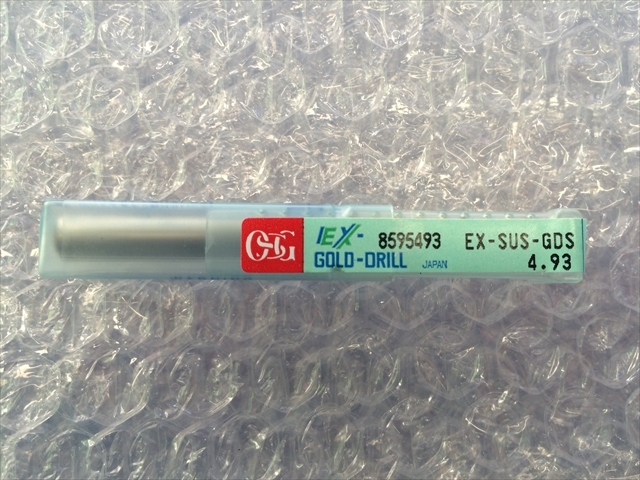 OSG EX- 8595493 EX-SUS-GDS
GOLD-DRILL JAPAN 4.93